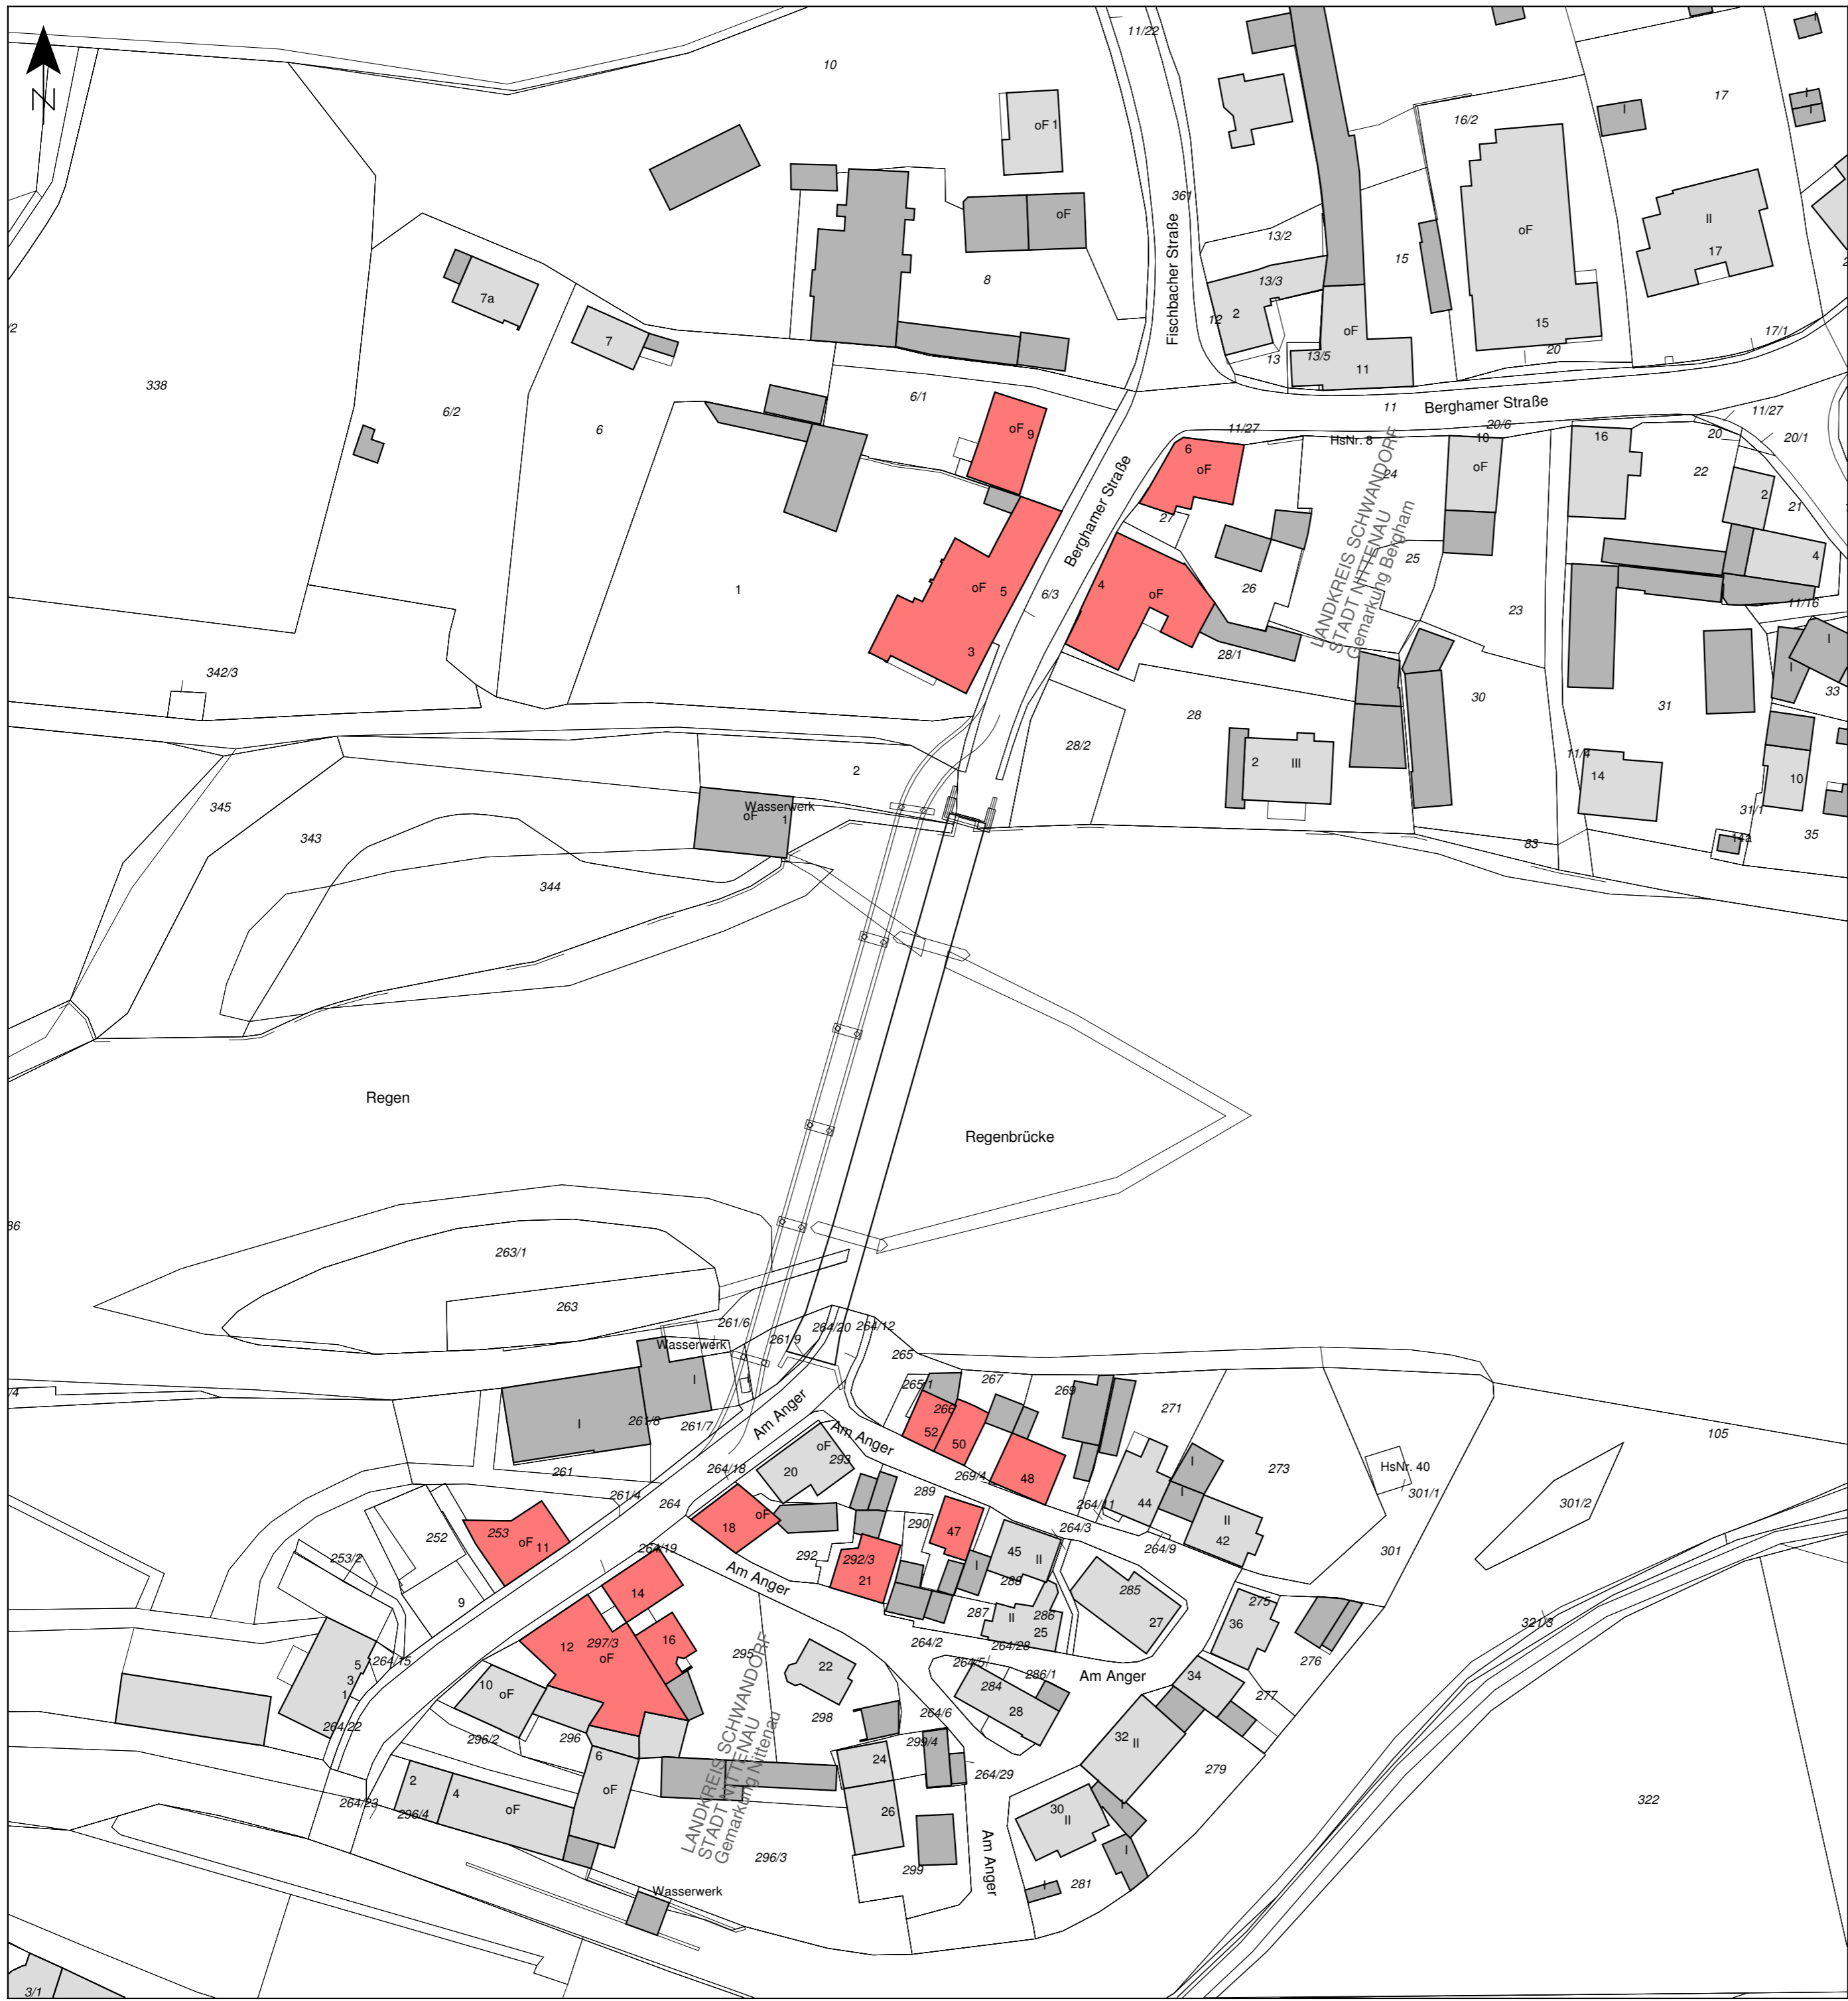 N
10
11/22
oF 1
oF
361
Fischbacher Straße
16/2
17
I
I
I
13/2
13/3
15
oF
II
17
8
7a
7
12
2
oF
13
13/5
11
15
20
17/1
338
6/2
6
6/1
oF 9
11
Berghamer Straße
11/27
11/27
HsNr. 8
20/6
10
16
20
20/1
6
oF
24
oF
22
2
21
27
Berghamer Straße
LANDKREIS SCHWANDORF
STADT NITTENAU
Gemarkung Bergham
25
4
1
oF
5
3
6/3
4
oF
26
23
11/16
28/1
I
I
33
342/3
28
28/2
30
31
2
2
III
11/4
14
10
31/1
14a
35
83
345
343
344
Wasserwerk
oF
1
Regen
Regenbrücke
263/1
263
261/6
261/9
264/20
264/12
265
Wasserwerk
I
I
261/8
261/7
261
261/4
Am Anger
Am Anger
265/1
266
267
269
271
52
50
48
269/4
273
HsNr. 40
301/1
301/2
301
105
oF
293
20
264/18
264
289
290
47
264/11
44
I
I
II
42
264/3
264/9
18
oF
292
292/3
21
45
II
I
288
285
27
252
253
oF 11
253/2
9
264/19
14
Am Anger
12
297/3
oF
16
295
287
II
286
25
264/2
264/28
275
36
276
321/3
5
3
1
264/15
264/22
10
oF
296/2
296
22
298
264/5
286/1
284
28
Am Anger
34
277
264/6
299/4
32
II
279
LANDKREIS SCHWANDORF
STADT NITTENAU
Gemarkung Nittenau
6
oF
2
4
oF
264/23
296/4
24
26
264/29
30
II
I
I
I
281
322
296/3
299
Am Anger
Wasserwerk
3/1